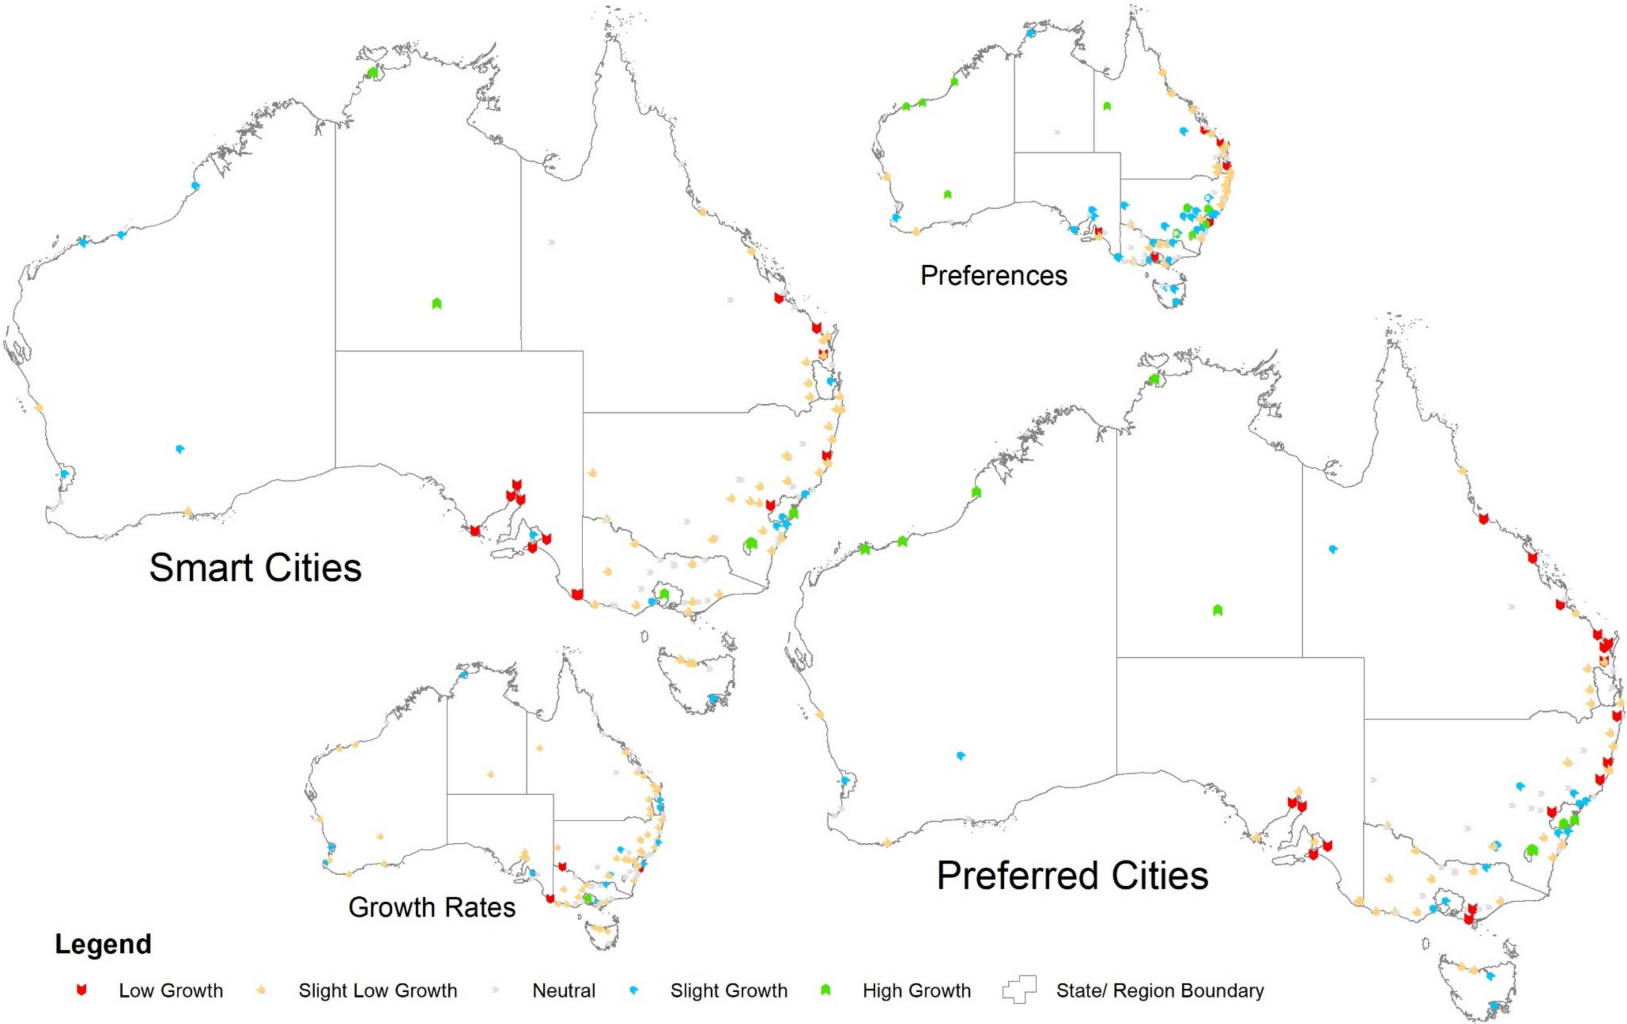 Preferences
Smart Cities
Preferred Cities
Growth Rates
Legend
Low Growth
Slight Low Growth
Neutral
Slight Growth
High Growth
State/ Region Boundary